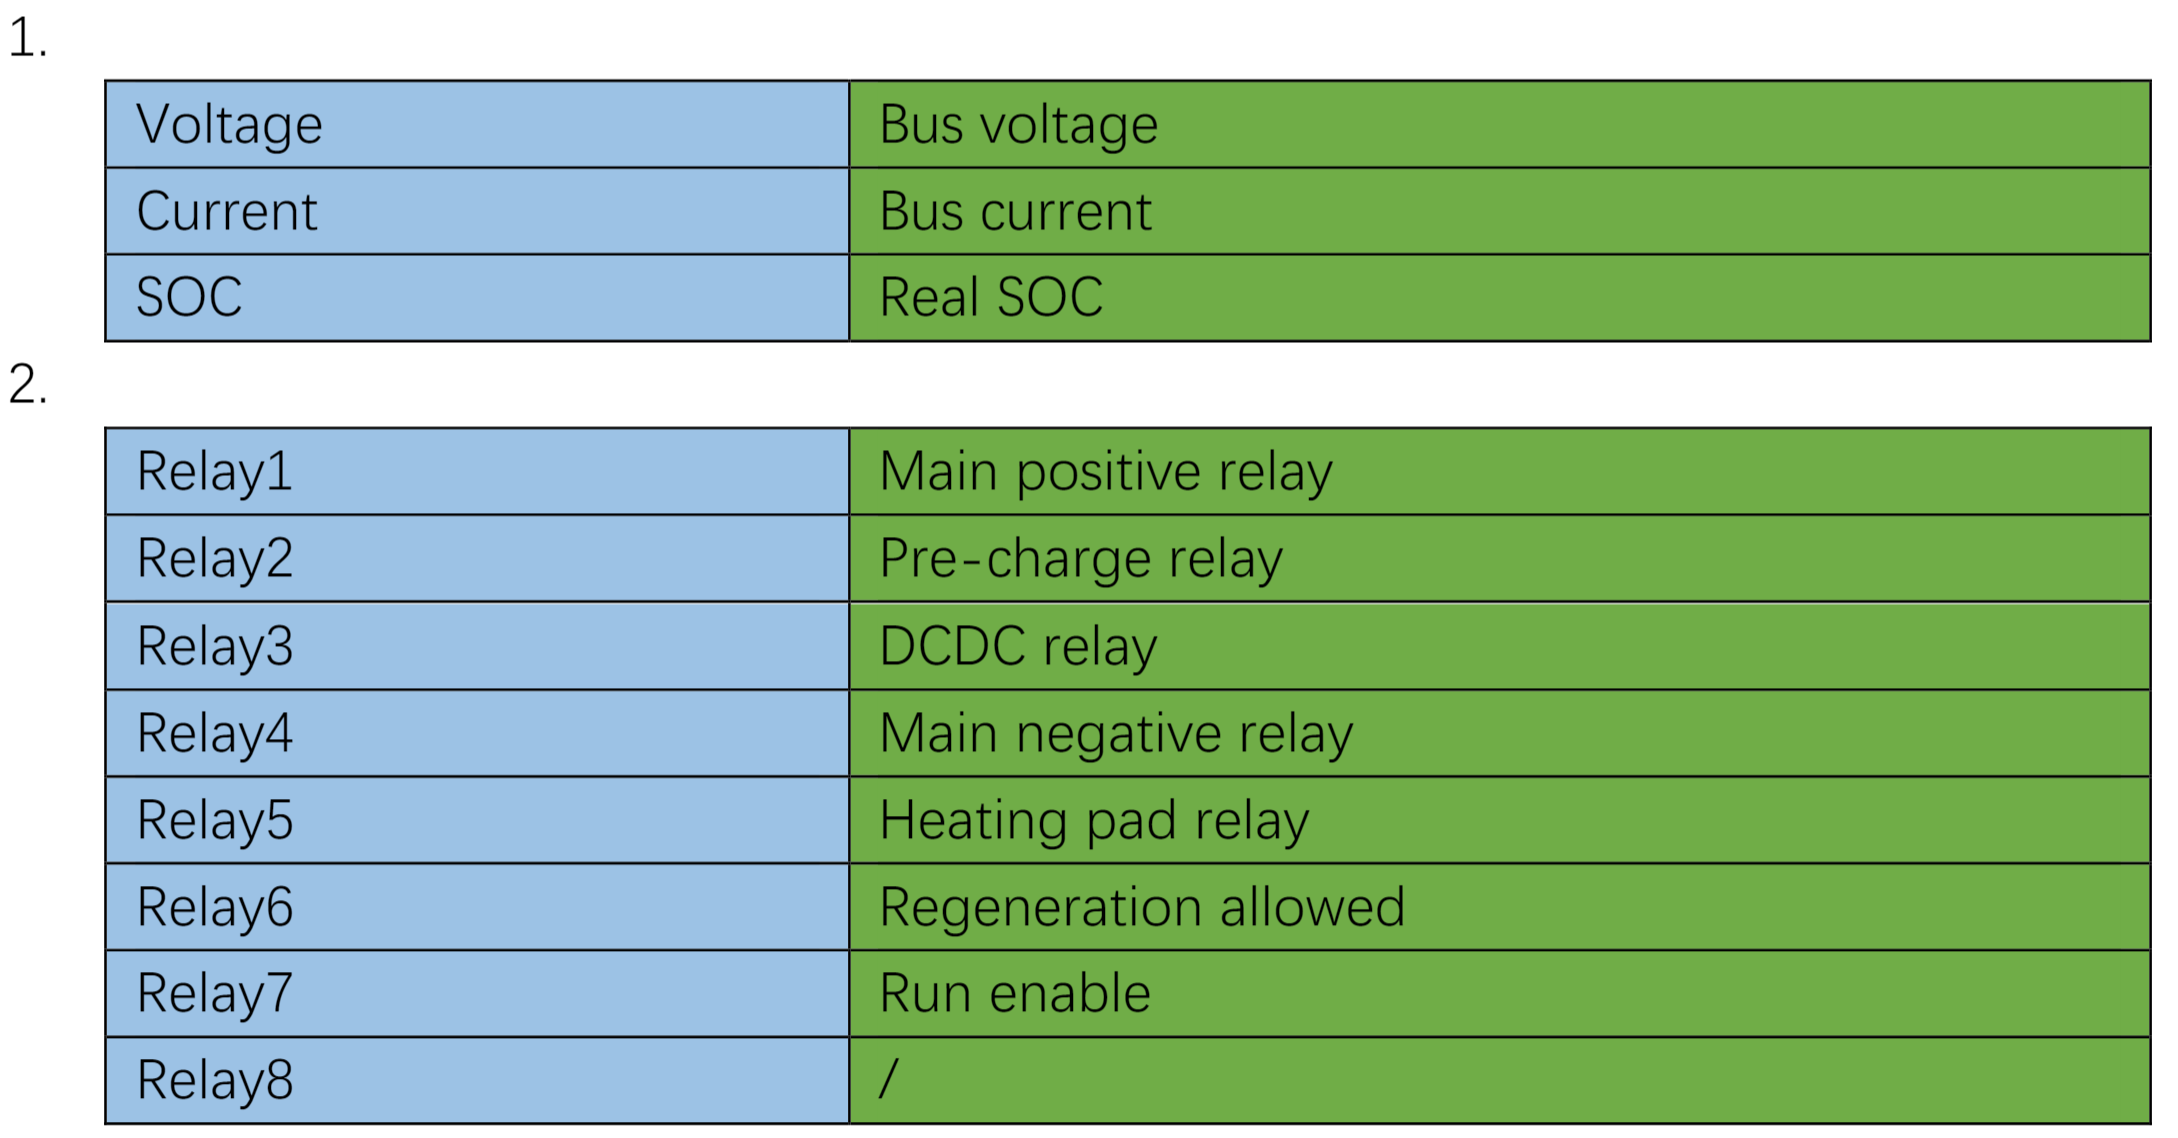 1.
Voltage Bus voltage
Current Bus current
SOC Real SOC
2.
Relay1 Main positive relay
Relay2 Pre-charge relay
Relay3 DCDC relay
Relay4 Main negative relay
Relay5 Heating pad relay
Relay6 Regeneration allowed
Relay7 Run enable
Relay8 /